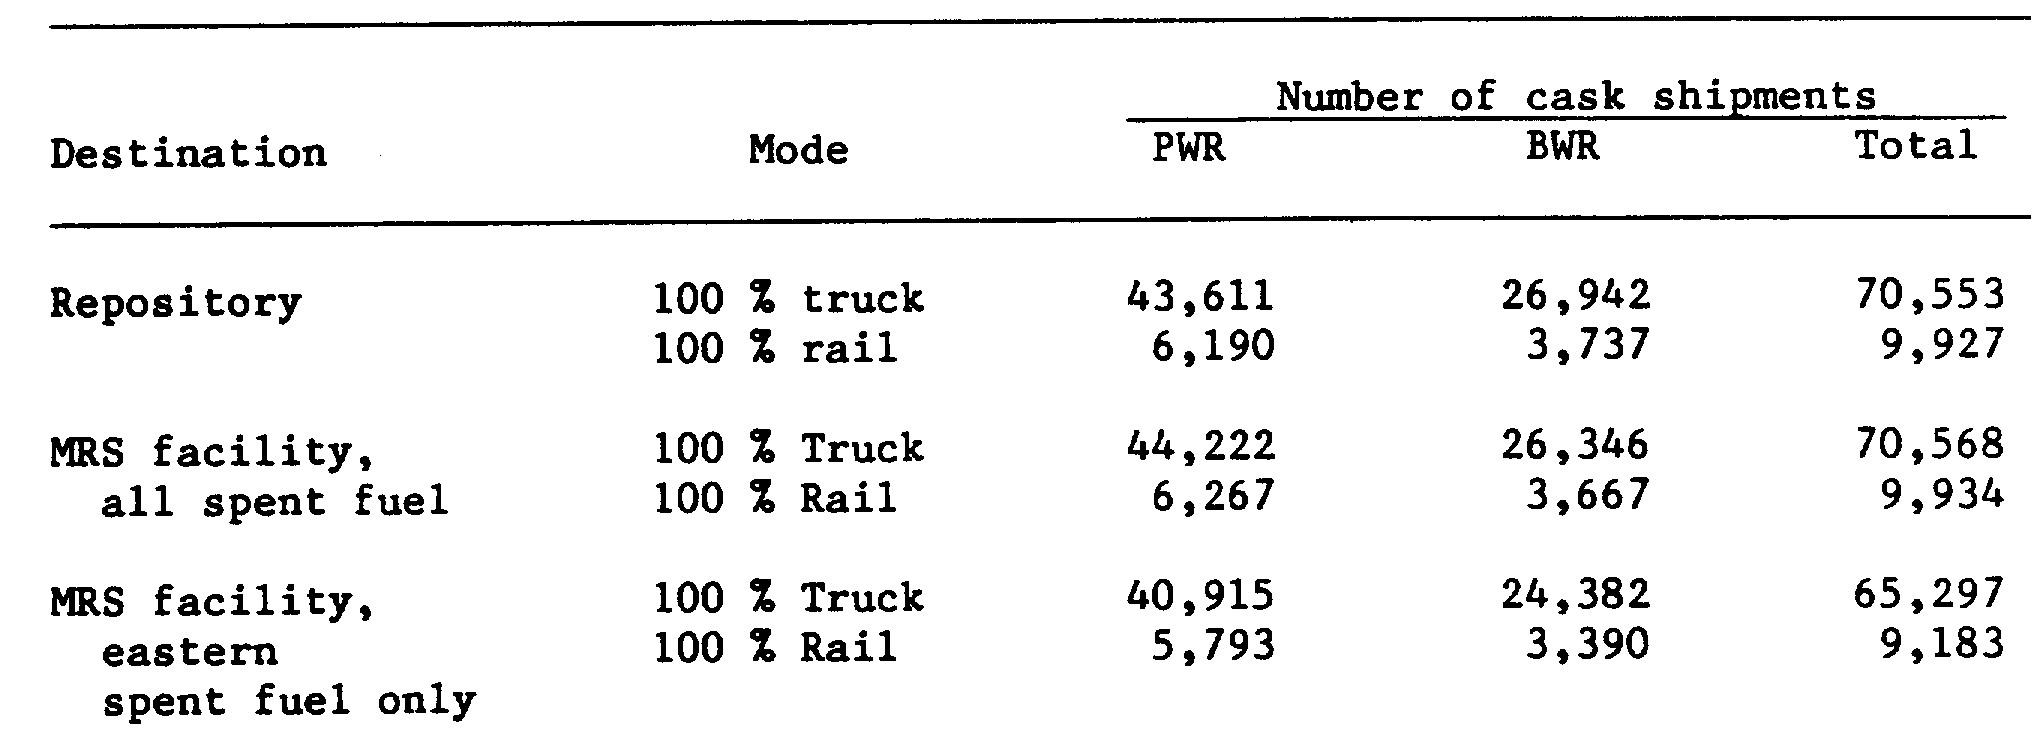 Number of cask shipments
Destination Mode PWR BWR Total
Repository 100 % truck 43,611 26,942 70,553
100 % rail 6,190 3,737 9,927
MRS facility, 100 % Truck 44,222 26,346 70,568
all spent fuel 100 % Rail 6,267 3,667 9,934
MRS facility, 100 % Truck 40,915 24,382 65,297
eastern 100 % Rail 5,793 3,390 9,183
spent fuel only